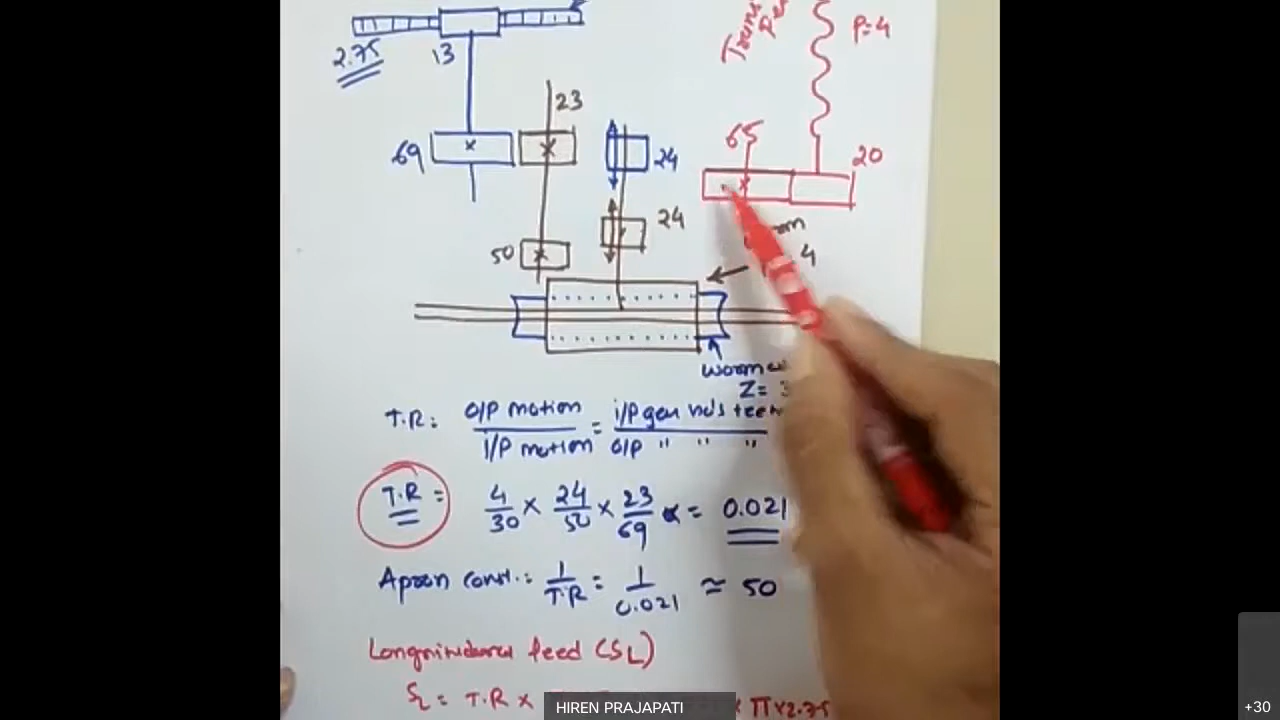 P=4
2.75
13
23
65
69
24
20
24
50
4
Z= 3
T.R: O/P motion / I/P motion = i/P gear no's teeth / O/P " " "
T.R = 4/30 × 24/50 × 23/69 = 0.021
Apron const.: 1/T.R = 1/0.021 ≈ 50
feed (SL)
SL = T.R ×
× π×2.75
HIREN PRAJAPATI
+30